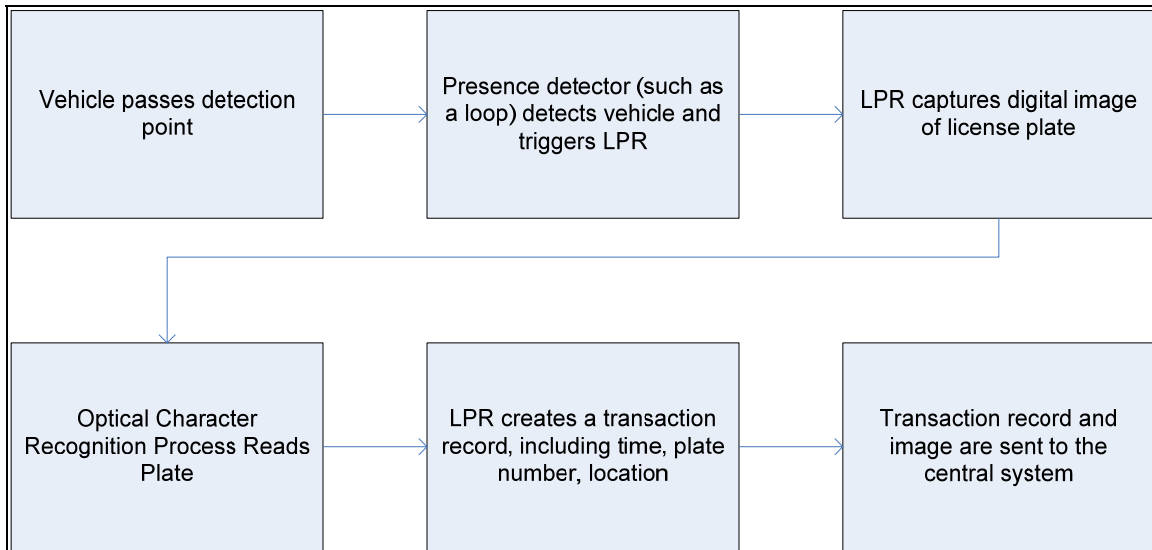 Vehicle passes detection
point
Presence detector (such as
a loop) detects vehicle and
triggers LPR
LPR captures digital image
of license plate
Optical Character
Recognition Process Reads
Plate
LPR creates a transaction
record, including time, plate
number, location
Transaction record and
image are sent to the
central system